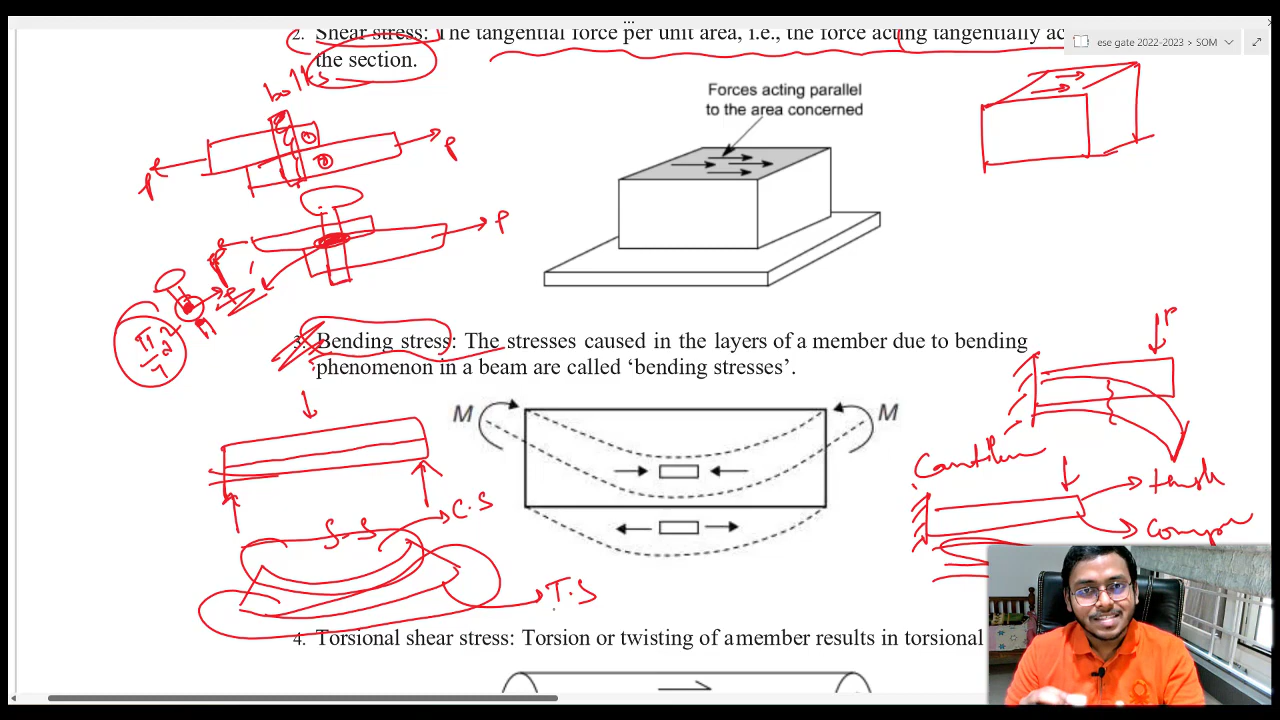 2. Shear stress: The tangential force per unit area, i.e., the force acting tangentially ac
ese gate 2022-2023 > SOM
the section.
bolts
Forces acting parallel
to the area concerned
P
P
P
P
P
3. Bending stress: The stresses caused in the layers of a member due to bending
phenomenon in a beam are called ‘bending stresses’.
M
M
S.S
C.S
T.S
tensile
4. Torsional shear stress: Torsion or twisting of amember results in torsional